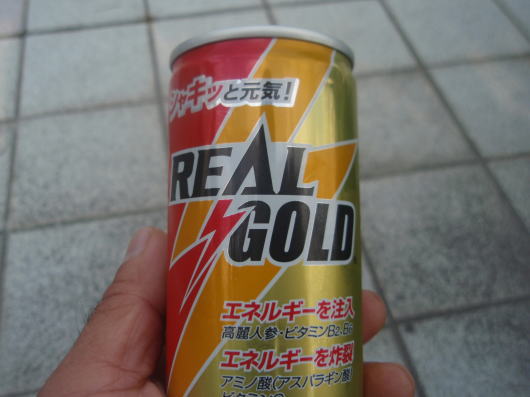 シャキッと元気!
REAL
GOLD
エネルギーを注入
高麗人参・ビタミンB2、B6
エネルギーを炸裂
アミノ酸(アスパラギン酸)